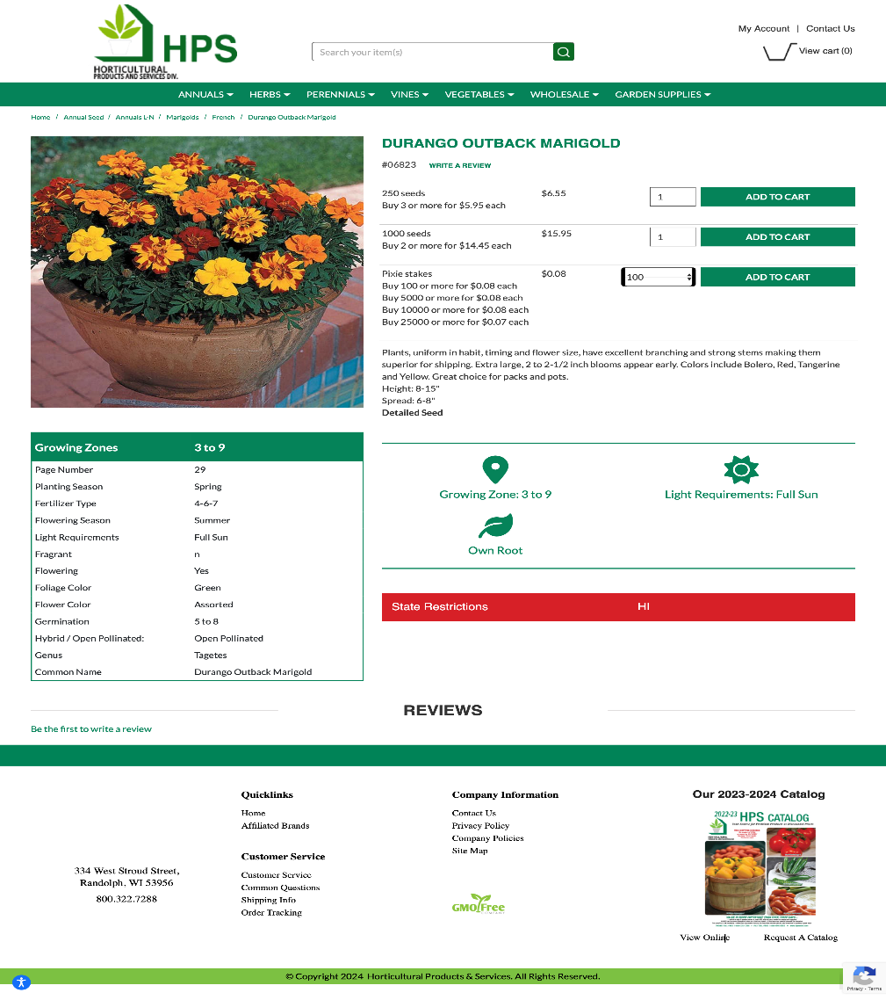 HPS
HORTICULTURAL
PRODUCTS AND SERVICES DIV.
Search your item(s)
My Account | Contact Us
View cart (0)
ANNUALS HERBS PERENNIALS VINES VEGETABLES WHOLESALE GARDEN SUPPLIES
Home / Annual Seed / Annuals L-N / Marigolds / French / Durango Outback Marigold
DURANGO OUTBACK MARIGOLD
#06823 WRITE A REVIEW
250 seeds $6.55 1 ADD TO CART
Buy 3 or more for $5.95 each
1000 seeds $15.95 1 ADD TO CART
Buy 2 or more for $14.45 each
Pixie stakes $0.08 100 ADD TO CART
Buy 100 or more for $0.08 each
Buy 5000 or more for $0.08 each
Buy 10000 or more for $0.08 each
Buy 25000 or more for $0.07 each
Plants, uniform in habit, timing and flower size, have excellent branching and strong stems making them
superior for shipping. Extra large, 2 to 2-1/2 inch blooms appear early. Colors include Bolero, Red, Tangerine
and Yellow. Great choice for packs and pots.
Height: 8-15"
Spread: 6-8"
Detailed Seed
Growing Zones 3 to 9
Page Number 29
Planting Season Spring
Fertilizer Type 4-6-7
Flowering Season Summer
Light Requirements Full Sun
Fragrant n
Flowering Yes
Foliage Color Green
Flower Color Assorted
Germination 5 to 8
Hybrid / Open Pollinated: Open Pollinated
Genus Tagetes
Common Name Durango Outback Marigold
Growing Zone: 3 to 9
Light Requirements: Full Sun
Own Root
State Restrictions HI
REVIEWS
Be the first to write a review
334 West Stroud Street,
Randolph, WI 53956
800.322.7288
Quicklinks
Home
Affiliated Brands
Customer Service
Customer Service
Common Questions
Shipping Info
Order Tracking
Company Information
Contact Us
Privacy Policy
Company Policies
Site Map
GMO Free
COMPANY
Our 2023-2024 Catalog
2022-23 HPS CATALOG
View Online Request A Catalog
© Copyright 2024 Horticultural Products & Services. All Rights Reserved.
Privacy - Terms